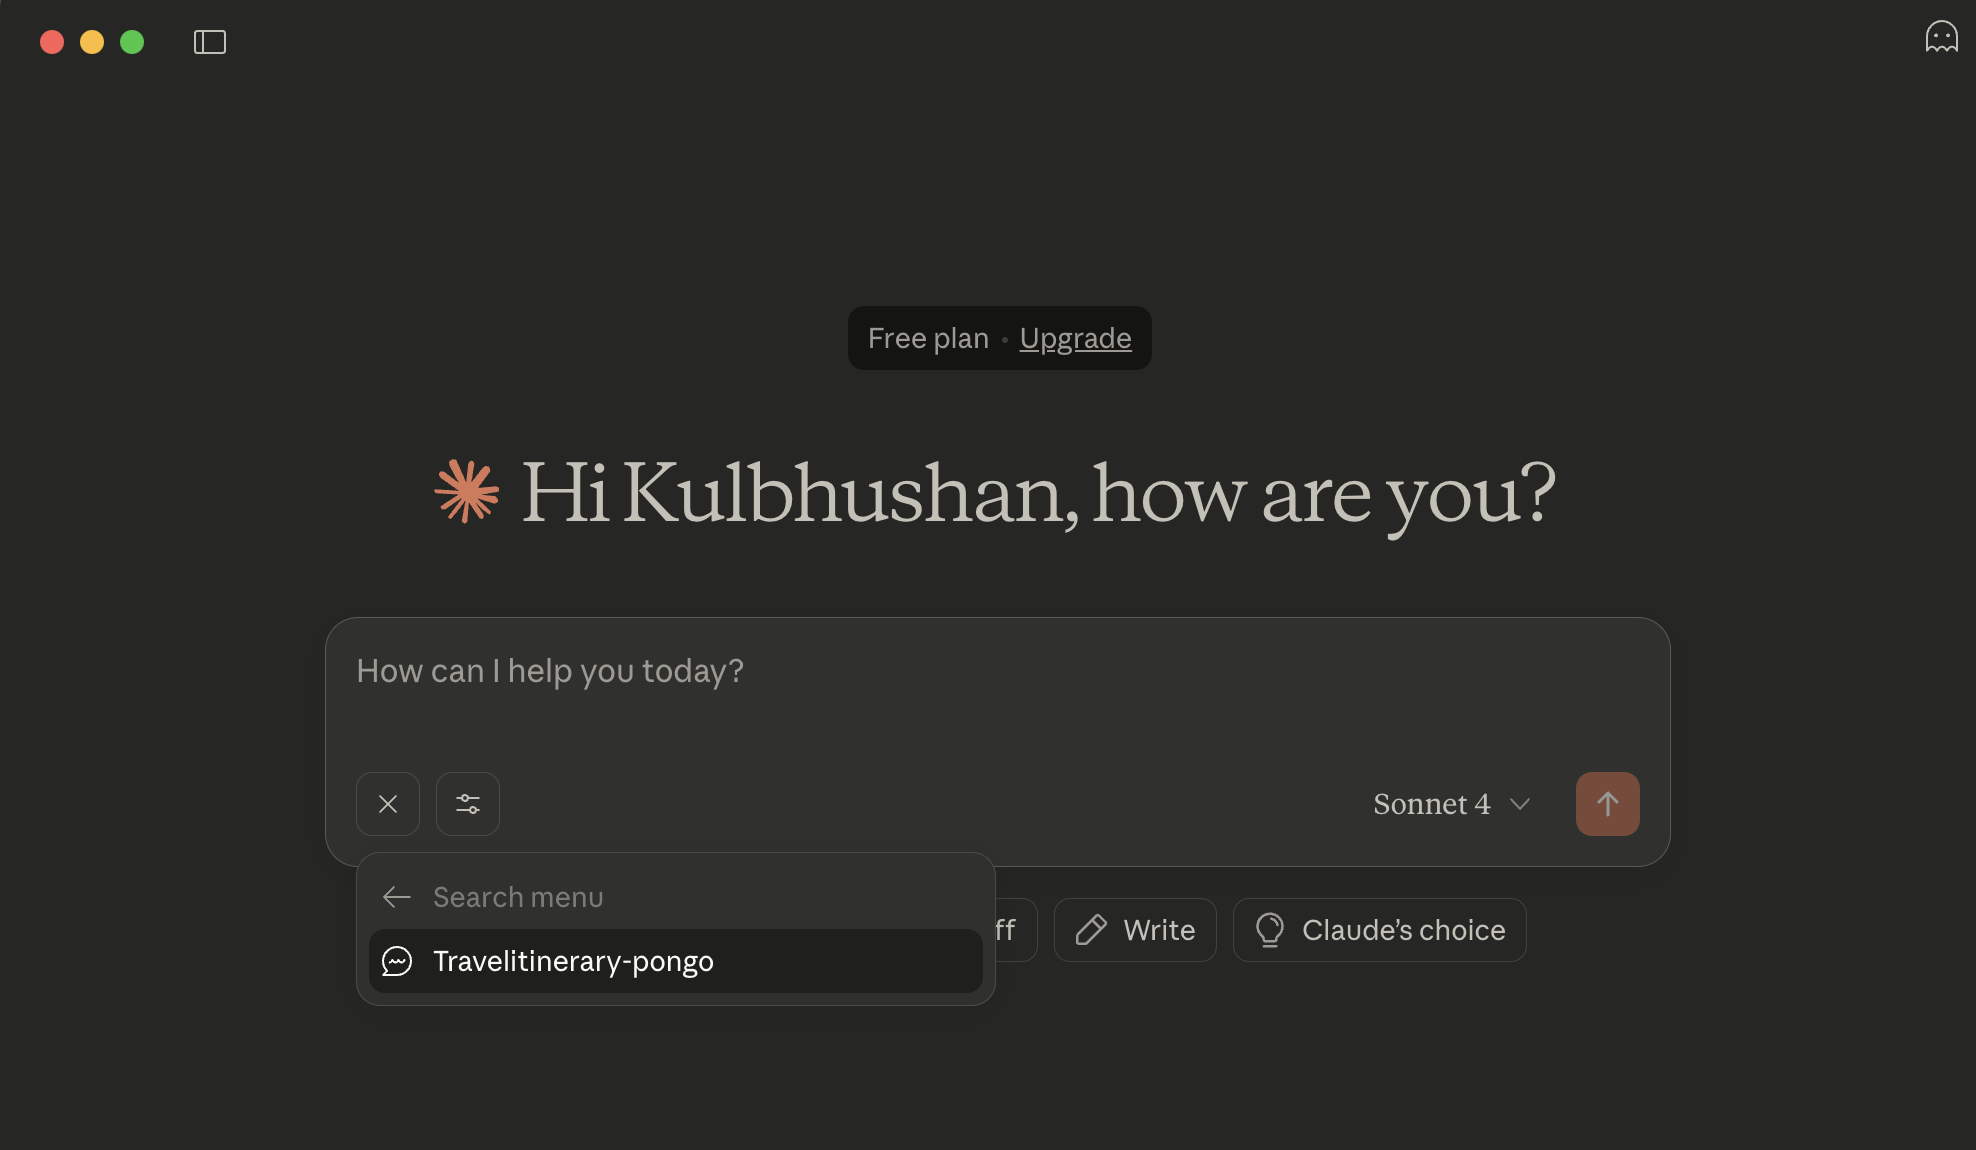 Free plan • Upgrade
Hi Kulbhushan, how are you?
How can I help you today?
Sonnet 4
Search menu
Travelitinerary-pongo
ff
Write
Claude’s choice